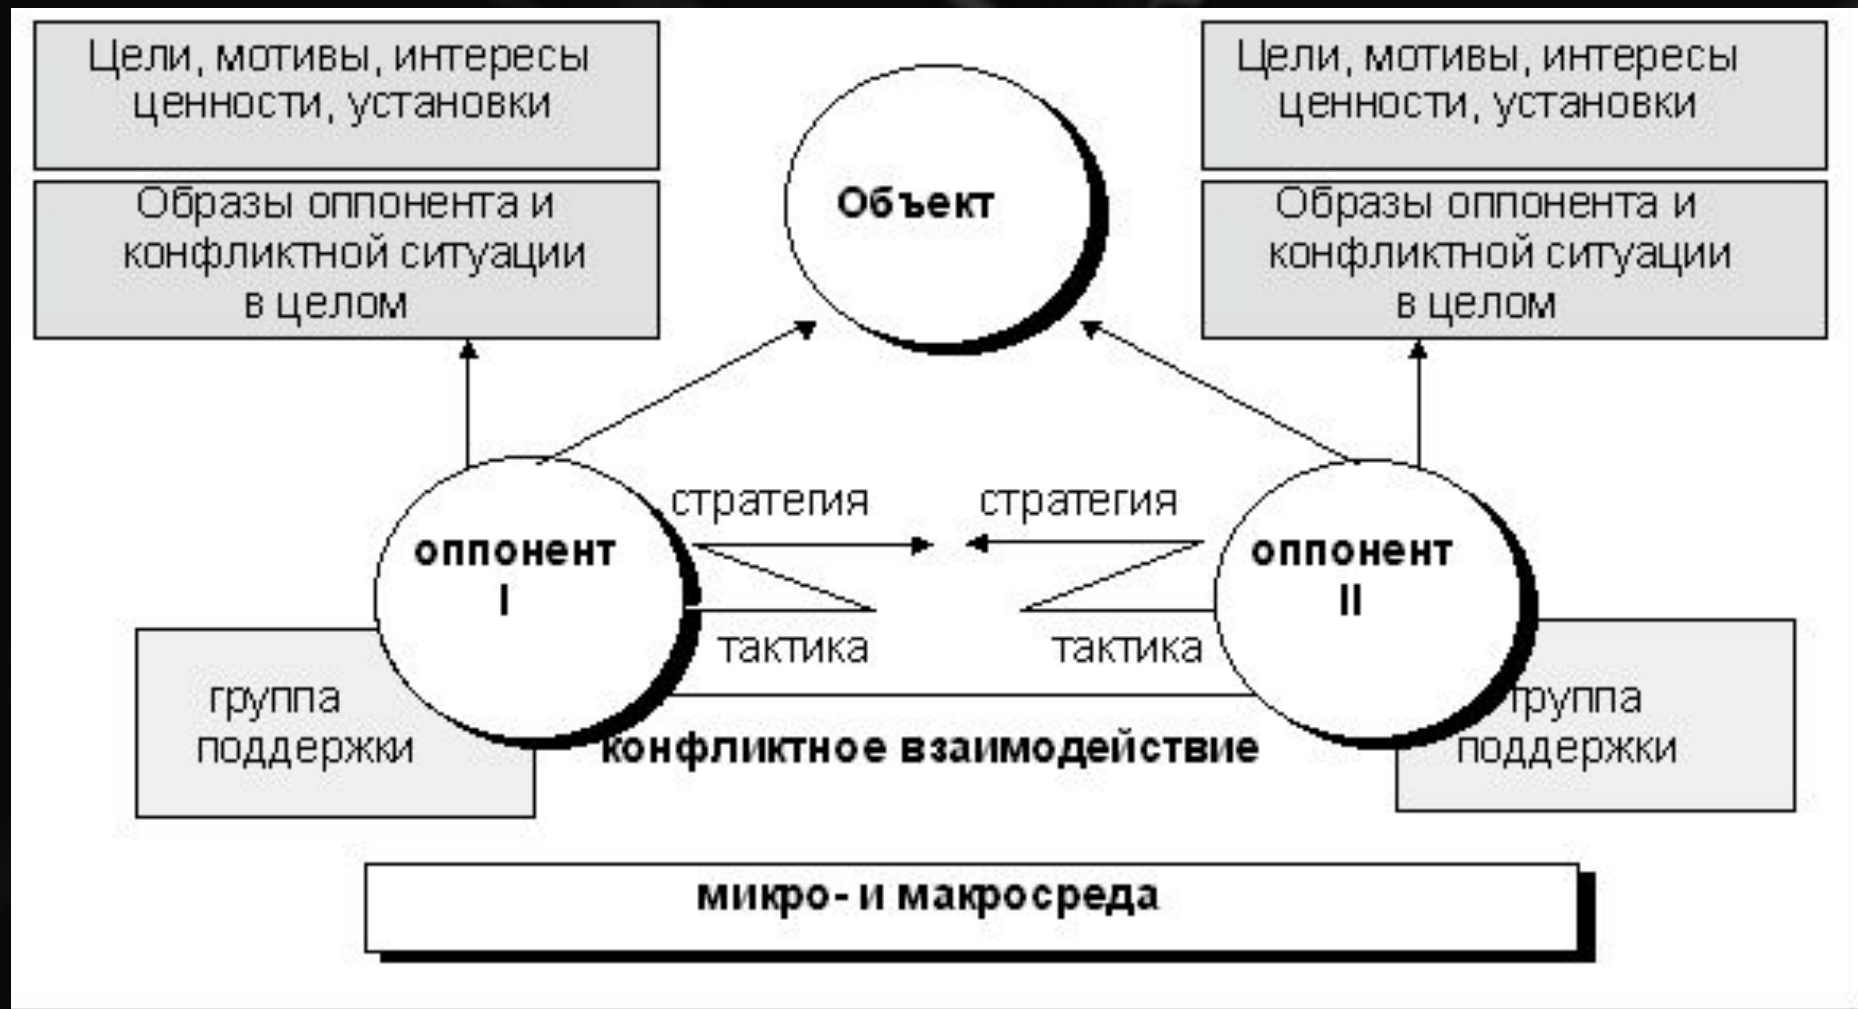 Цели, мотивы, интересы
ценности, установки
Образы оппонента и
конфликтной ситуации
в целом
Объект
Цели, мотивы, интересы
ценности, установки
Образы оппонента и
конфликтной ситуации
в целом
стратегия
стратегия
оппонент
I
оппонент
II
тактика
тактика
группа
поддержки
группа
поддержки
конфликтное взаимодействие
микро- и макросреда